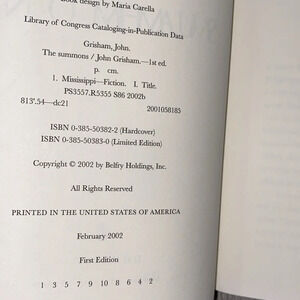 Book design by Maria Carella
Library of Congress Cataloging-in-Publication Data
Grisham, John.
The summons / John Grisham.—1st ed.
p. cm.
1. Mississippi—Fiction. I. Title.
PS3557.R5355 S86 2002b
813'.54—dc21 2001058185
ISBN 0-385-50382-2 (Hardcover)
ISBN 0-385-50383-0 (Limited Edition)
Copyright © 2002 by Belfry Holdings, Inc.
All Rights Reserved
PRINTED IN THE UNITED STATES OF AMERICA
February 2002
First Edition
1 3 5 7 9 10 8 6 4 2